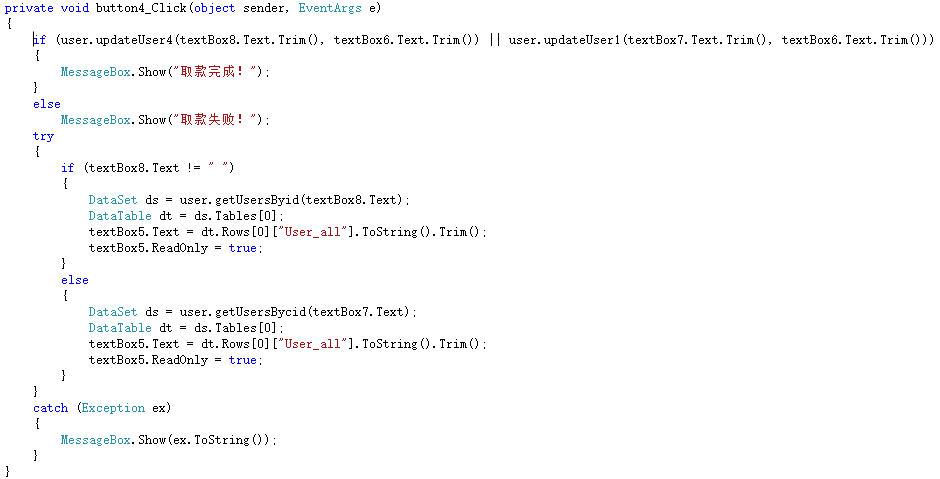 private void button4_Click(object sender, EventArgs e)
{
    if (user.updateUser4(textBox8.Text.Trim(), textBox6.Text.Trim()) || user.updateUser1(textBox7.Text.Trim(), textBox6.Text.Trim()))
    {
        MessageBox.Show("取款完成！");
    }
    else
        MessageBox.Show("取款失败！");
    try
    {
        if (textBox8.Text != " ")
        {
            DataSet ds = user.getUsersByid(textBox8.Text);
            DataTable dt = ds.Tables[0];
            textBox5.Text = dt.Rows[0]["User_all"].ToString().Trim();
            textBox5.ReadOnly = true;
        }
        else
        {
            DataSet ds = user.getUsersBycid(textBox7.Text);
            DataTable dt = ds.Tables[0];
            textBox5.Text = dt.Rows[0]["User_all"].ToString().Trim();
            textBox5.ReadOnly = true;
        }
    }
    catch (Exception ex)
    {
        MessageBox.Show(ex.ToString());
    }
}